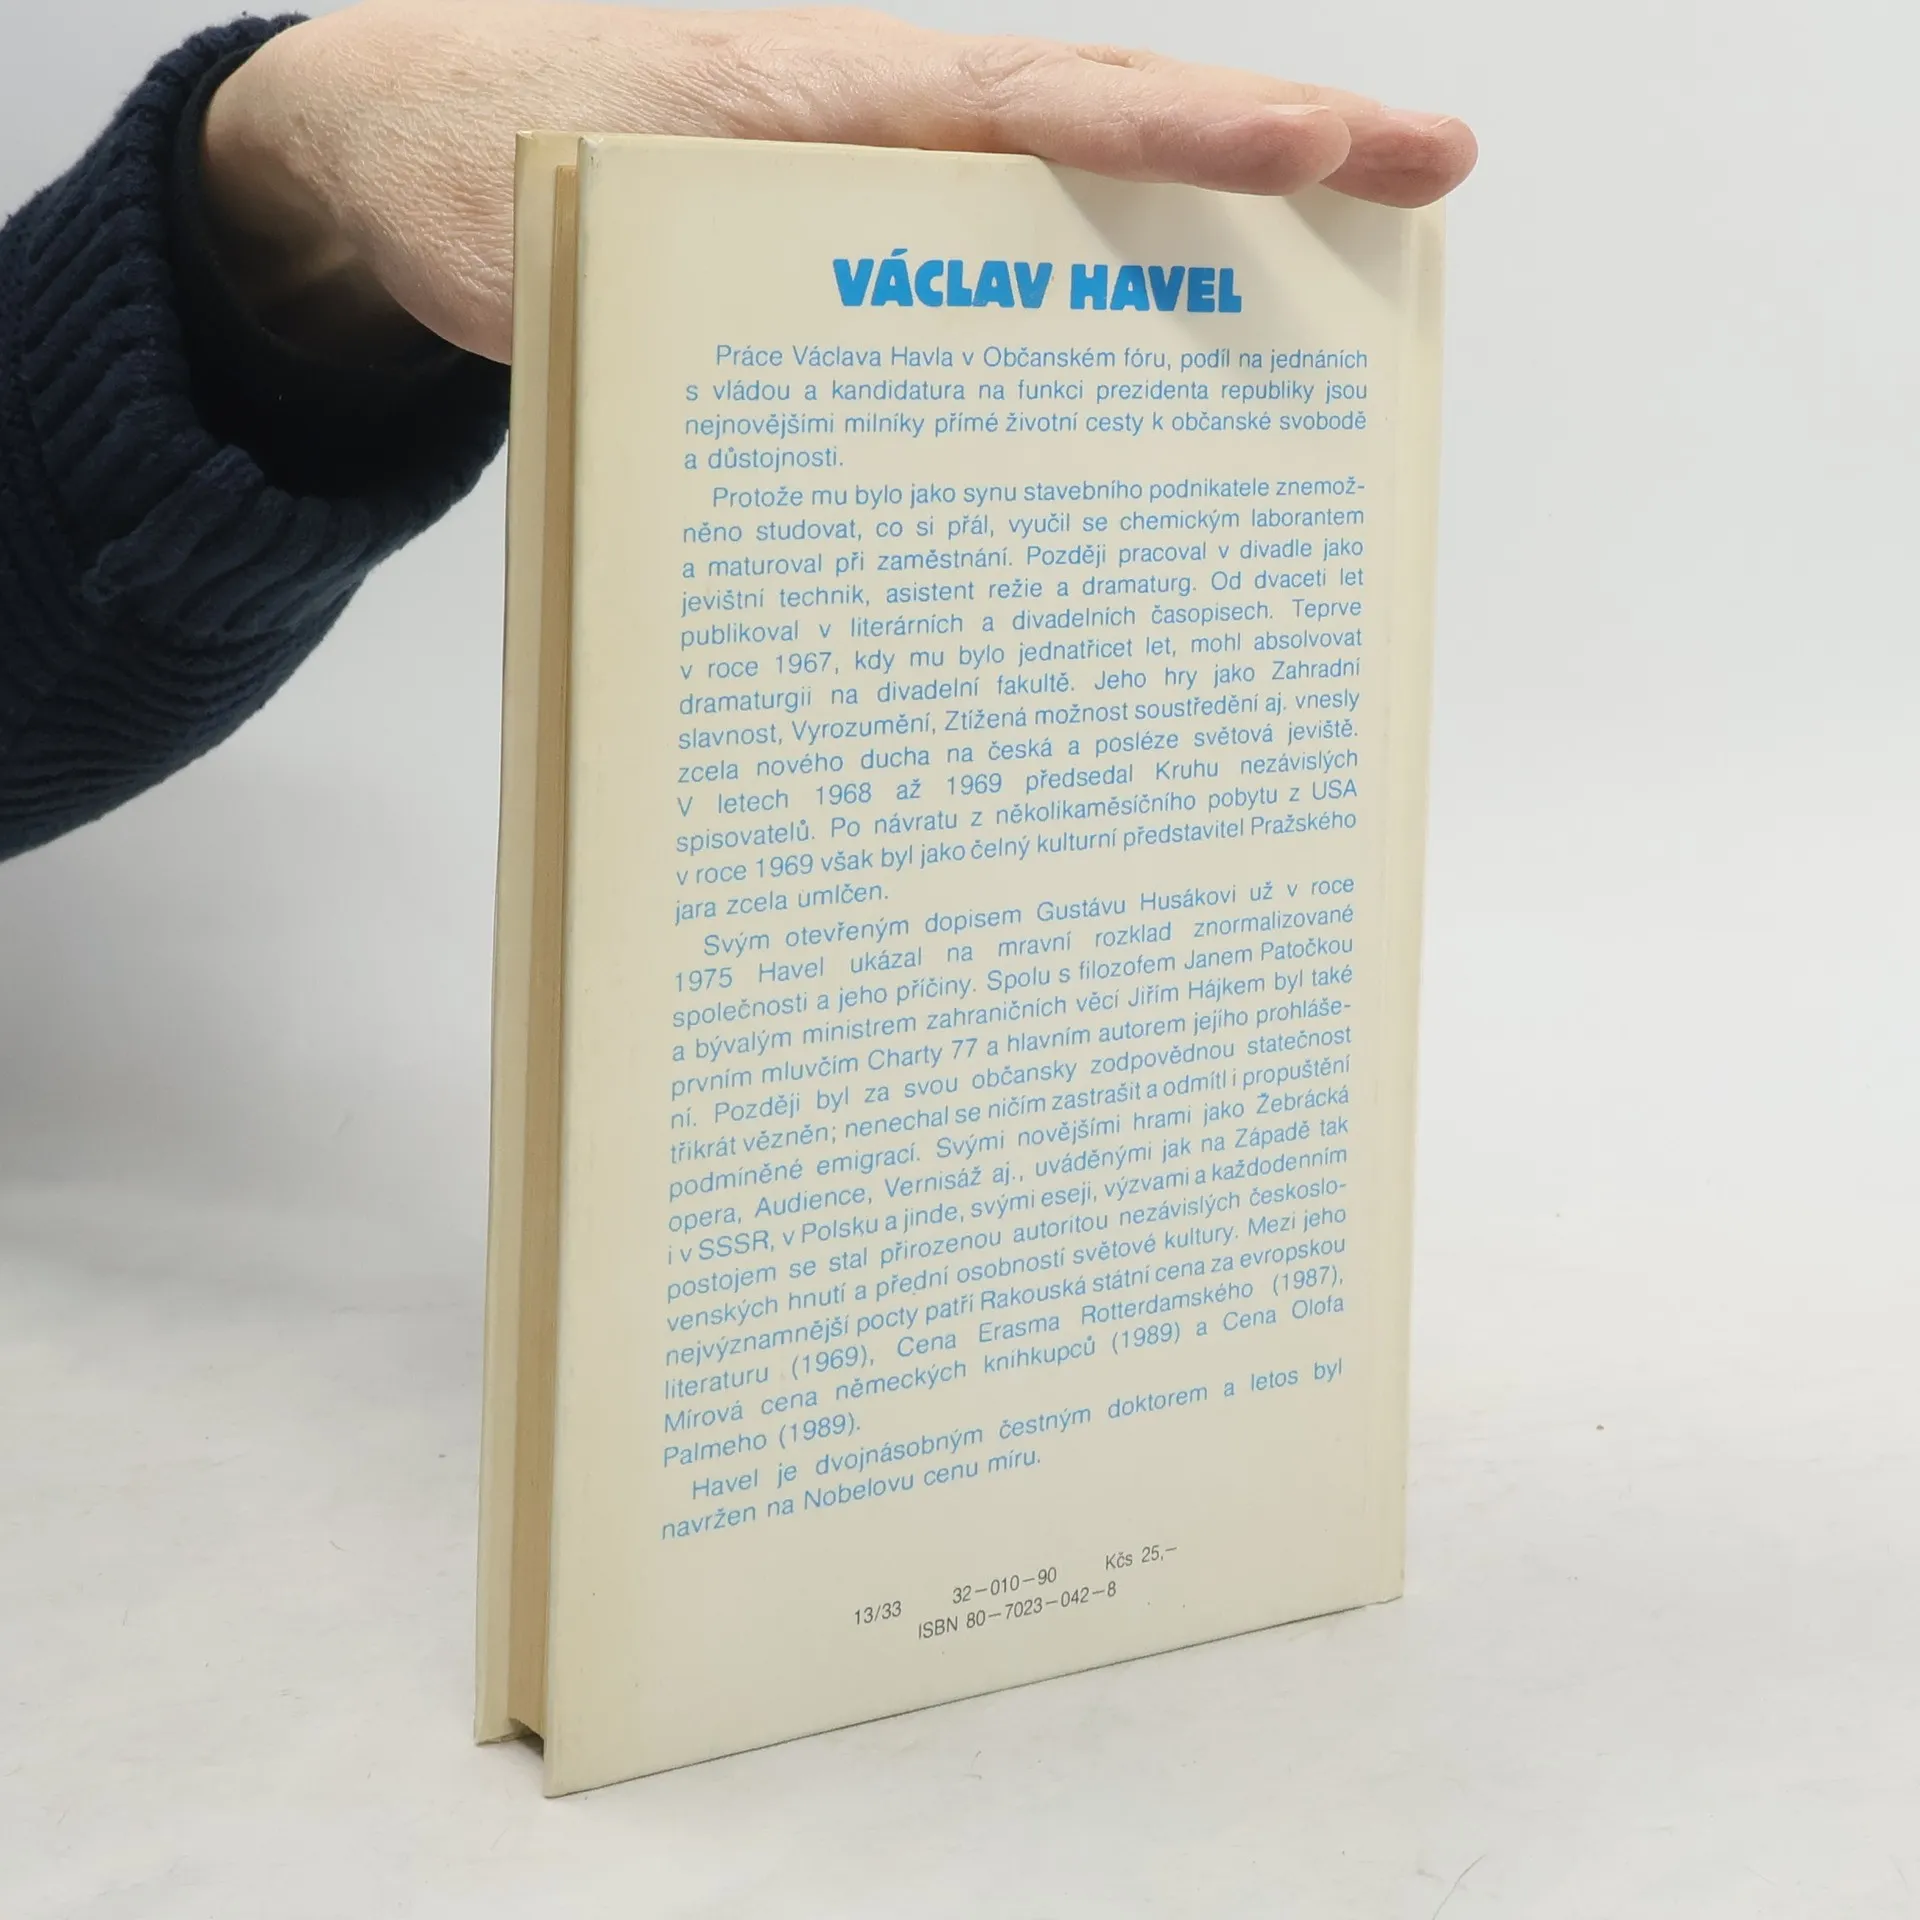 VÁCLAV HAVEL
Práce Václava Havla v Občanském fóru, podíl na jednáních
s vládou a kandidatura na funkci prezidenta republiky jsou
nejnovějšími milníky přímé životní cesty k občanské svobodě
a důstojnosti.
Protože mu bylo jako synu stavebního podnikatele znemož-
něno studovat, co si přál, vyučil se chemickým laborantem
a maturoval při zaměstnání. Později pracoval v divadle jako
jevištní technik, asistent režie a dramaturg. Od dvaceti let
publikoval v literárních a divadelních časopisech. Teprve
v roce 1967, kdy mu bylo jednatřicet let, mohl absolvovat
dramaturgii na divadelní fakultě. Jeho hry jako Zahradní
slavnost, Vyrozumění, Ztížená možnost soustředění aj. vnesly
zcela nového ducha na česká a posléze světová jeviště.
V letech 1968 až 1969 předsedal Kruhu nezávislých
spisovatelů. Po návratu z několikaměsíčního pobytu z USA
v roce 1969 však byl jako čelný kulturní představitel Pražského
jara zcela umlčen.
Svým otevřeným dopisem Gustávu Husákovi už v roce
1975 Havel ukázal na mravní rozklad znormalizované
společnosti a jeho příčiny. Spolu s filozofem Janem Patočkou
a bývalým ministrem zahraničních věcí Jiřím Hájkem byl také
prvním mluvčím Charty 77 a hlavním autorem jejího prohláše-
ní. Později byl za svou občansky zodpovědnou statečnost
třikrát vězněn; nenechal se ničím zastrašit a odmítl i propuštění
podmíněné emigrací. Svými novějšími hrami jako Žebrácká
opera, Audience, Vernisáž aj., uváděnými jak na Západě tak
i v SSSR, v Polsku a jinde, svými eseji, výzvami a každodenním
postojem se stal přirozenou autoritou nezávislých českoslo-
venských hnutí a přední osobností světové kultury. Mezi jeho
nejvýznamnější pocty patří Rakouská státní cena za evropskou
literaturu (1969), Cena Erasma Rotterdamského (1987),
Mírová cena německých knihkupců (1989) a Cena Olofa
Palmeho (1989).
Havel je dvojnásobným čestným doktorem a letos byl
navržen na Nobelovu cenu míru.
13/33 32—010—90 Kčs 25,—
ISBN 80—7023—042—8